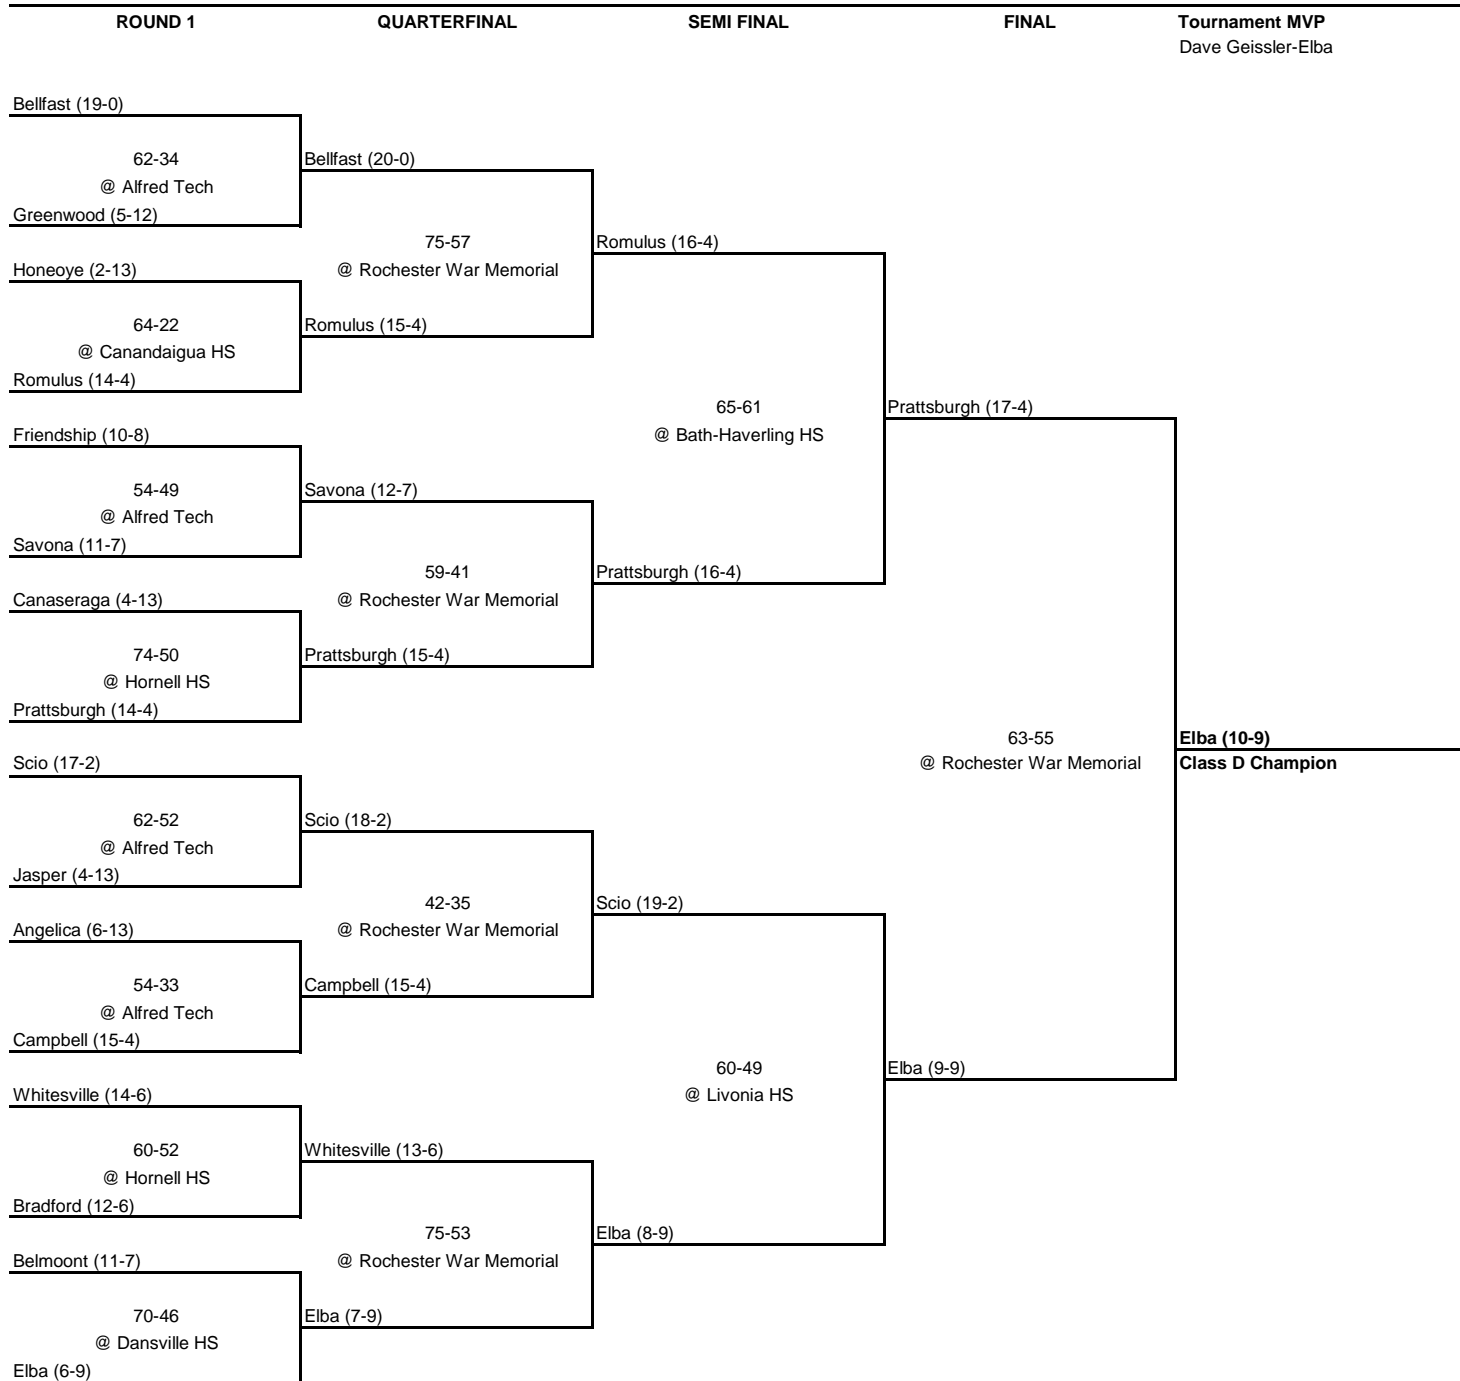 ROUND 1 QUARTERFINAL SEMI FINAL FINAL Tournament MVP
Dave Geissler-Elba
Bellfast (19-0)
62-34
@ Alfred Tech
Greenwood (5-12)
Honeoye (2-13)
64-22
@ Canandaigua HS
Romulus (14-4)
Friendship (10-8)
54-49
@ Alfred Tech
Savona (11-7)
Canaseraga (4-13)
74-50
@ Hornell HS
Prattsburgh (14-4)
Scio (17-2)
62-52
@ Alfred Tech
Jasper (4-13)
Angelica (6-13)
54-33
@ Alfred Tech
Campbell (15-4)
Whitesville (14-6)
60-52
@ Hornell HS
Bradford (12-6)
Belmoont (11-7)
70-46
@ Dansville HS
Elba (6-9)
Bellfast (20-0)
75-57
@ Rochester War Memorial
Romulus (15-4)
Savona (12-7)
59-41
@ Rochester War Memorial
Prattsburgh (15-4)
Scio (18-2)
42-35
@ Rochester War Memorial
Campbell (15-4)
Whitesville (13-6)
75-53
@ Rochester War Memorial
Elba (7-9)
Romulus (16-4)
65-61
@ Bath-Haverling HS
Prattsburgh (16-4)
Scio (19-2)
60-49
@ Livonia HS
Elba (8-9)
Prattsburgh (17-4)
63-55
@ Rochester War Memorial
Elba (9-9)
Elba (10-9)
Class D Champion